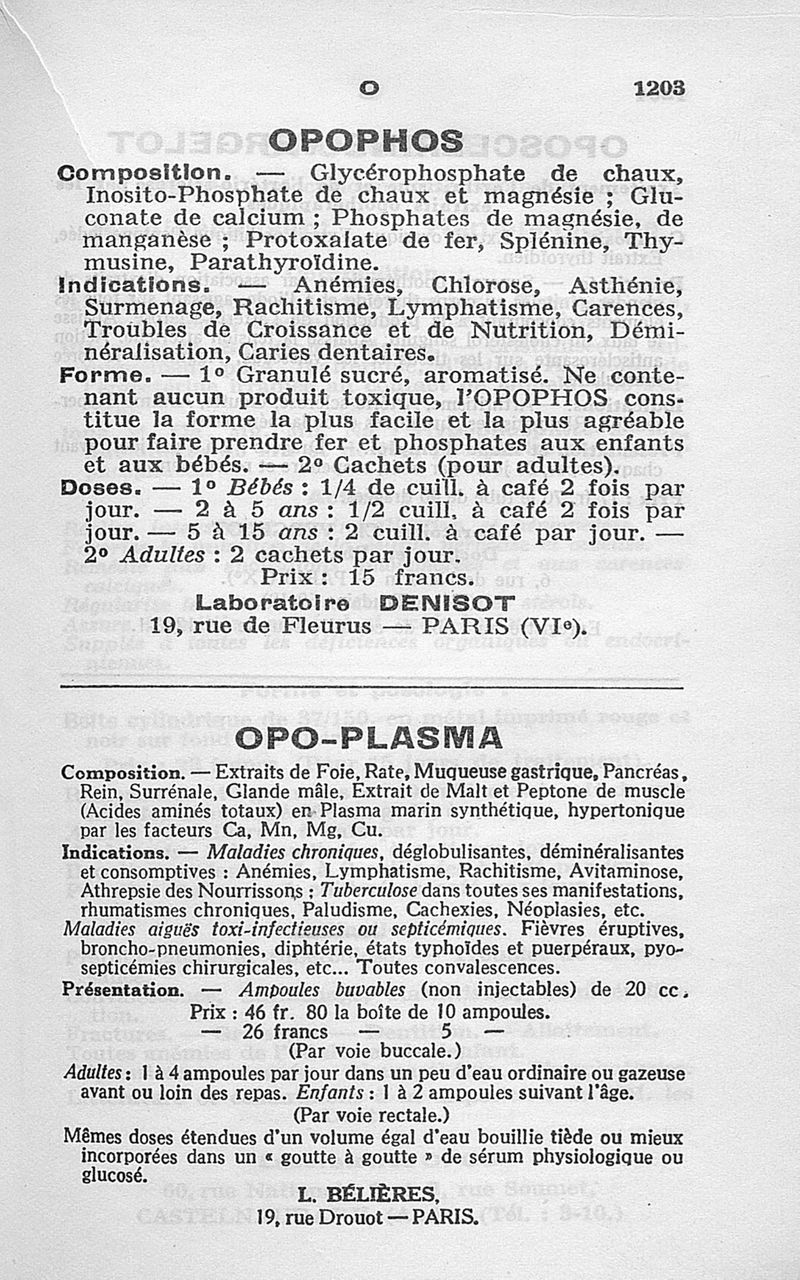 O 1203
OPOPHOS
Composition. — Glycérophosphate de chaux,
Inosito-Phosphate de chaux et magnésie ; Glu-
conate de calcium ; Phosphates de magnésie, de
manganèse ; Protoxalate de fer, Splénine, Thy-
musine, Parathyroïdine.
Indications. — Anémies, Chlorose, Asthénie,
Surmenage, Rachitisme, Lymphatisme, Carences,
Troubles de Croissance et de Nutrition, Démi-
néralisation, Caries dentaires.
Forme. — 1° Granulé sucré, aromatisé. Ne conte-
nant aucun produit toxique, l'OPOPHOS cons-
titue la forme la plus facile et la plus agréable
pour faire prendre fer et phosphates aux enfants
et aux bébés. — 2° Cachets (pour adultes).
Doses. — 1° Bébés : 1/4 de cuill. à café 2 fois par
jour. — 2 à 5 ans : 1/2 cuill. à café 2 fois par
jour. — 5 à 15 ans : 2 cuill. à café par jour. —
2° Adultes : 2 cachets par jour.
Prix : 15 francs.
Laboratoire DENISOT
19, rue de Fleurus — PARIS (VIe).
OPO-PLASMA
Composition. — Extraits de Foie, Rate, Muqueuse gastrique, Pancréas,
Rein, Surrénale, Glande mâle, Extrait de Malt et Peptone de muscle
(Acides aminés totaux) en Plasma marin synthétique, hypertonique
par les facteurs Ca, Mn, Mg, Cu.
Indications. — Maladies chroniques, déglobulisantes, déminéralisantes
et consomptives : Anémies, Lymphatisme, Rachitisme, Avitaminose,
Athrepsie des Nourrissons ; Tuberculose dans toutes ses manifestations,
rhumatismes chroniques, Paludisme, Cachexies, Néoplasies, etc.
Maladies aiguës toxi-infectieuses ou septicémiques. Fièvres éruptives,
broncho-pneumonies, diphtérie, états typhoïdes et puerpéraux, pyo-
septicémies chirurgicales, etc... Toutes convalescences.
Présentation. — Ampoules buvables (non injectables) de 20 cc.
Prix : 46 fr. 80 la boîte de 10 ampoules.
— 26 francs — 5 —
(Par voie buccale.)
Adultes : 1 à 4 ampoules par jour dans un peu d'eau ordinaire ou gazeuse
avant ou loin des repas. Enfants : 1 à 2 ampoules suivant l'âge.
(Par voie rectale.)
Mêmes doses étendues d'un volume égal d'eau bouillie tiède ou mieux
incorporées dans un « goutte à goutte » de sérum physiologique ou
glucosé.
L. BÉLIÈRES,
19, rue Drouot — PARIS.